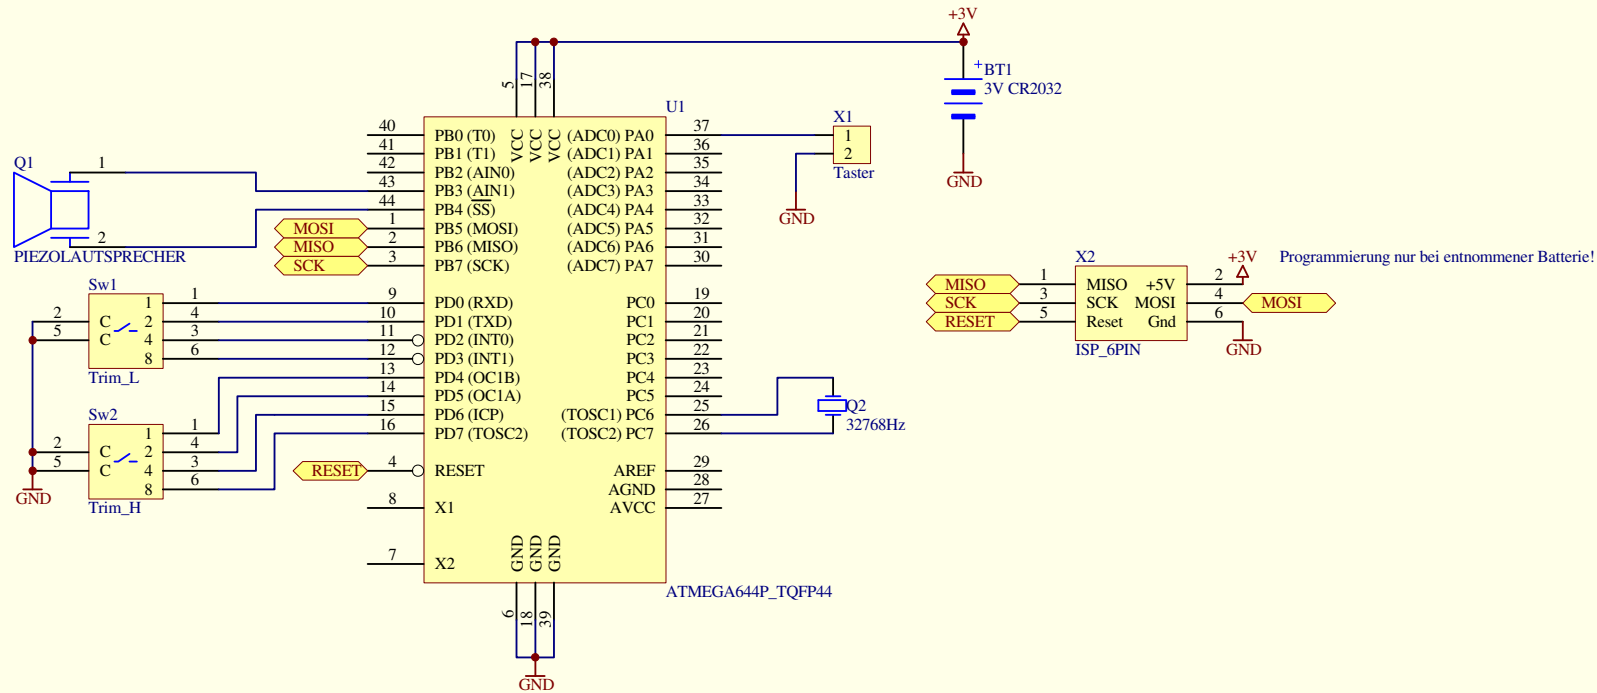 +3V
+
BT1
3V CR2032
GND
5
17
38
VCC
VCC
VCC
U1
40
PB0 (T0)
(ADC0) PA0
37
41
PB1 (T1)
(ADC1) PA1
36
42
PB2 (AIN0)
(ADC2) PA2
35
43
PB3 (AIN1)
(ADC3) PA3
34
44
PB4 (SS)
(ADC4) PA4
33
MOSI
1
PB5 (MOSI)
(ADC5) PA5
32
MISO
2
PB6 (MISO)
(ADC6) PA6
31
SCK
3
PB7 (SCK)
(ADC7) PA7
30
9
PD0 (RXD)
PC0
19
10
PD1 (TXD)
PC1
20
11
PD2 (INT0)
PC2
21
12
PD3 (INT1)
PC3
22
13
PD4 (OC1B)
PC4
23
14
PD5 (OC1A)
PC5
24
15
PD6 (ICP)
(TOSC1) PC6
25
16
PD7 (TOSC2)
(TOSC2) PC7
26
RESET
4
RESET
AREF
29
AGND
28
8
X1
AVCC
27
7
X2
GND
GND
GND
6
18
39
GND
ATMEGA644P_TQFP44
Q1
1
2
PIEZOLAUTSPRECHER
Sw1
2
C
1
1
5
C
2
4
4
3
8
6
Trim_L
Sw2
2
C
1
1
5
C
2
4
4
3
8
6
Trim_H
GND
X1
1
2
Taster
GND
Q2
32768Hz
X2
MISO
1
MISO
+5V
2
+3V
SCK
3
SCK
MOSI
4
MOSI
RESET
5
Reset
Gnd
6
GND
ISP_6PIN
Programmierung nur bei entnommener Batterie!